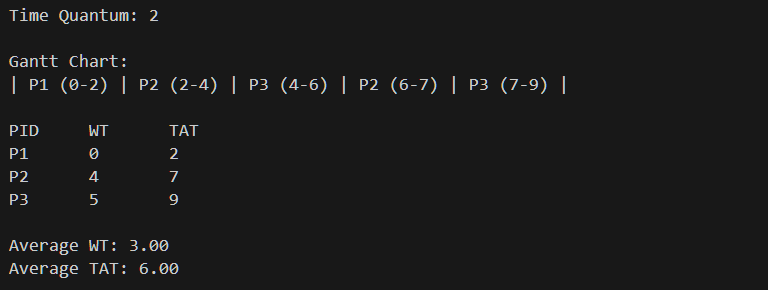 Time Quantum: 2
Gantt Chart:
| P1 (0-2) | P2 (2-4) | P3 (4-6) | P2 (6-7) | P3 (7-9) |
PID WT TAT
P1 0 2
P2 4 7
P3 5 9
Average WT: 3.00
Average TAT: 6.00